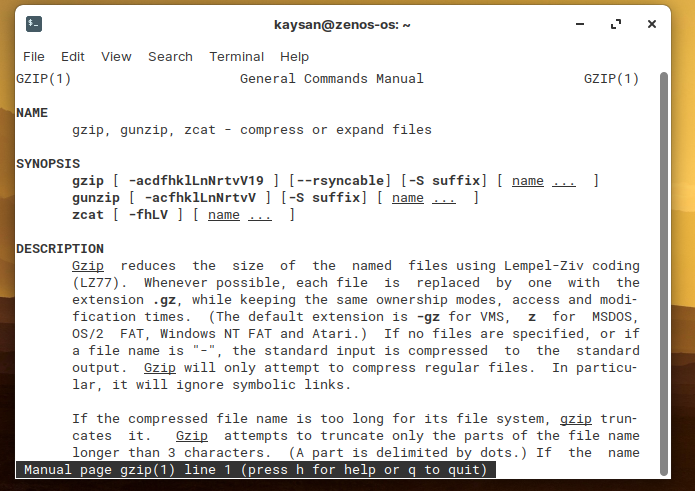 kaysan@zenos-os: ~
File Edit View Search Terminal Help
GZIP(1) General Commands Manual GZIP(1)
NAME
gzip, gunzip, zcat - compress or expand files
SYNOPSIS
gzip [ -acdfhklLnNrtvV19 ] [--rsyncable] [-S suffix] [ name ... ]
gunzip [ -acfhklLnNrtvV ] [-S suffix] [ name ... ]
zcat [ -fhLV ] [ name ... ]
DESCRIPTION
Gzip reduces the size of the named files using Lempel-Ziv coding
(LZ77). Whenever possible, each file is replaced by one with the
extension .gz, while keeping the same ownership modes, access and modi-
fication times. (The default extension is -gz for VMS, z for MSDOS,
OS/2 FAT, Windows NT FAT and Atari.) If no files are specified, or if
a file name is "-", the standard input is compressed to the standard
output. Gzip will only attempt to compress regular files. In particu-
lar, it will ignore symbolic links.
If the compressed file name is too long for its file system, gzip trun-
cates it. Gzip attempts to truncate only the parts of the file name
longer than 3 characters. (A part is delimited by dots.) If the name
Manual page gzip(1) line 1 (press h for help or q to quit)